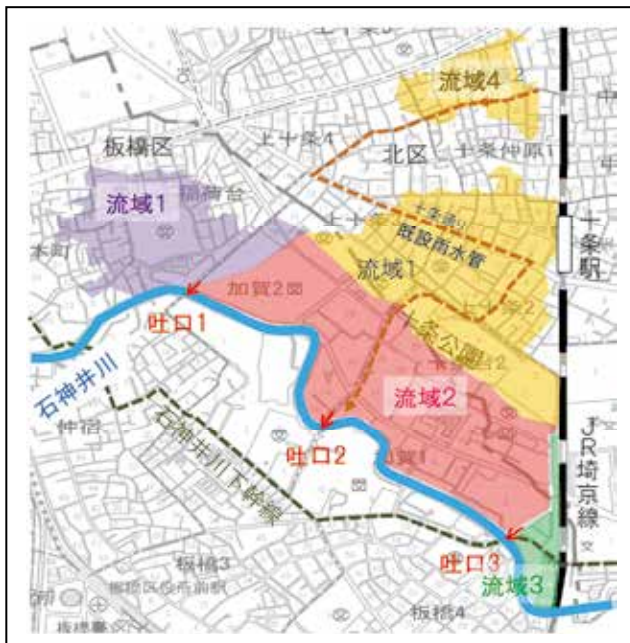 流域4
上十条4
北区
十条仲原1
板橋区
稲荷台
流域1
十条通り
既設雨水管
十条駅
本町
流域1
加賀2
上十条2
吐口1
十条公園
石神井川
流域2
仲宿
吐口2
加賀1
石神井川下幹線
JR埼京線
吐口3
板橋3
流域3
板橋区役所前駅
板橋4